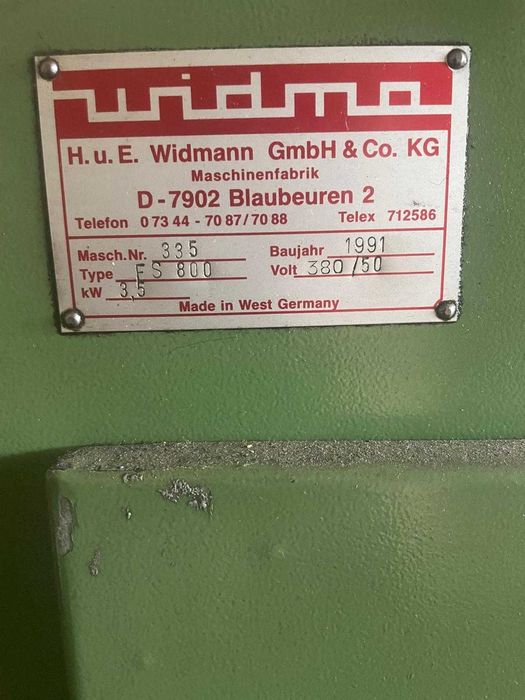 widma
H. u. E. Widmann GmbH & Co. KG
Maschinenfabrik
D-7902 Blaubeuren 2
Telefon 0 73 44 - 70 87/70 88 Telex 712586
Masch. Nr. 335 Baujahr 1991
Type FS 800 Volt 380/50
kW 3,5
Made in West Germany